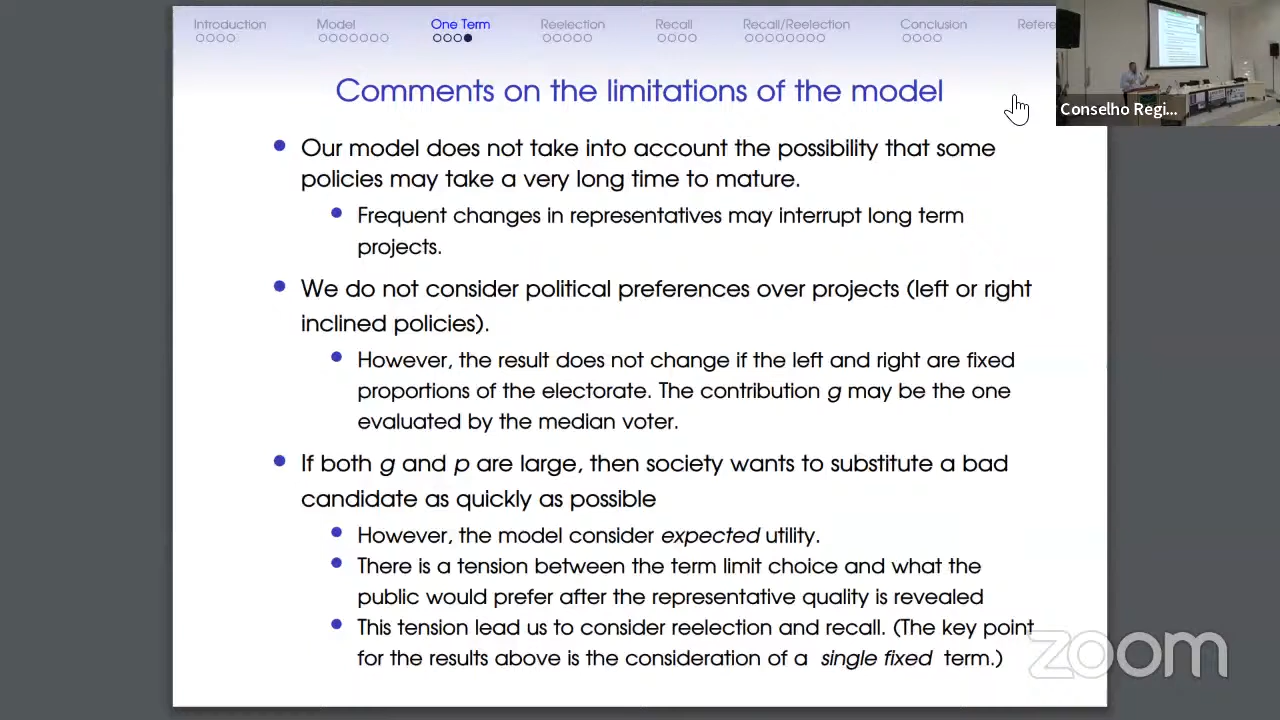 Introduction Model One Term Reelection Recall Recall/Reelection Conclusion Refere
Conselho Regi...
Comments on the limitations of the model
Our model does not take into account the possibility that some
policies may take a very long time to mature.
Frequent changes in representatives may interrupt long term
projects.
We do not consider political preferences over projects (left or right
inclined policies).
However, the result does not change if the left and right are fixed
proportions of the electorate. The contribution g may be the one
evaluated by the median voter.
If both g and p are large, then society wants to substitute a bad
candidate as quickly as possible
However, the model consider expected utility.
There is a tension between the term limit choice and what the
public would prefer after the representative quality is revealed
This tension lead us to consider reelection and recall. (The key point
for the results above is the consideration of a single fixed term.)
zoom